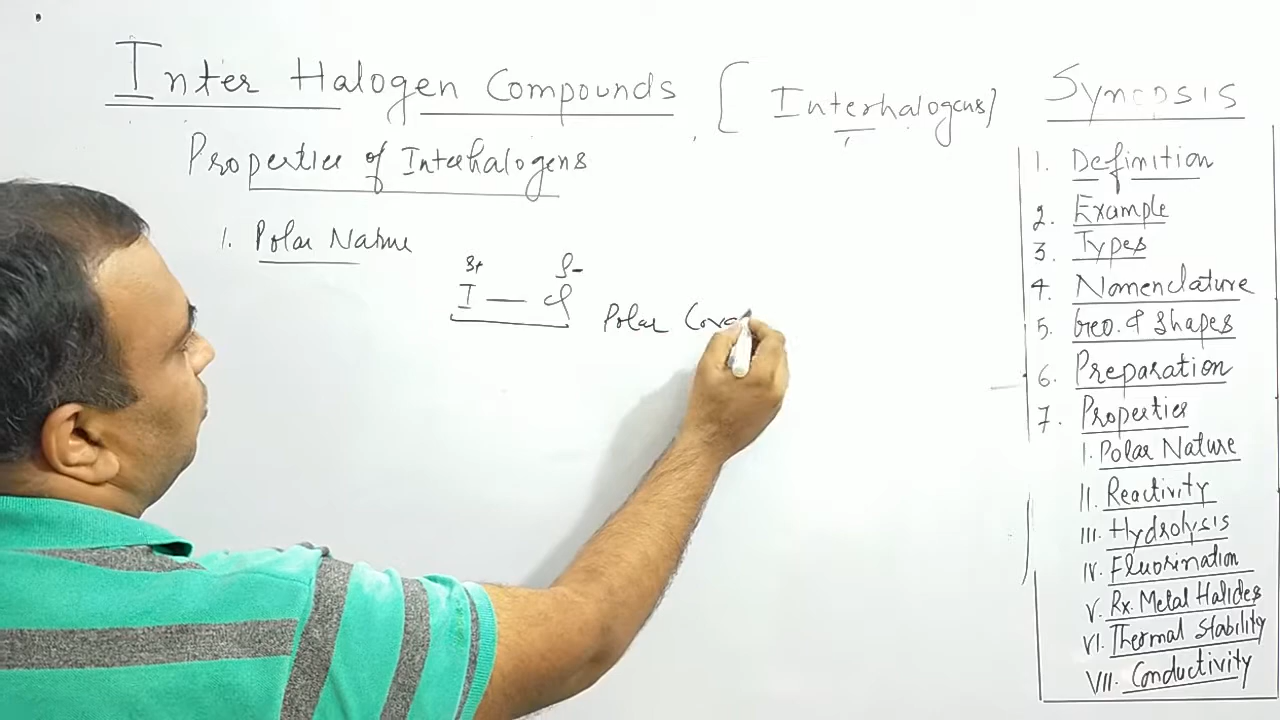 Inter Halogen Compounds [Interhalogens]
Properties of Interhalogens
1. Polar Nature
δ+ δ-
I — Cl
Polar Cova
Synopsis
1. Definition
2. Example
3. Types
4. Nomenclature
5. Geo. & Shapes
6. Preparation
7. Properties
I. Polar Nature
II. Reactivity
III. Hydrolysis
IV. Fluorination
V. Rx. Metal Halides
VI. Thermal Stability
VII. Conductivity